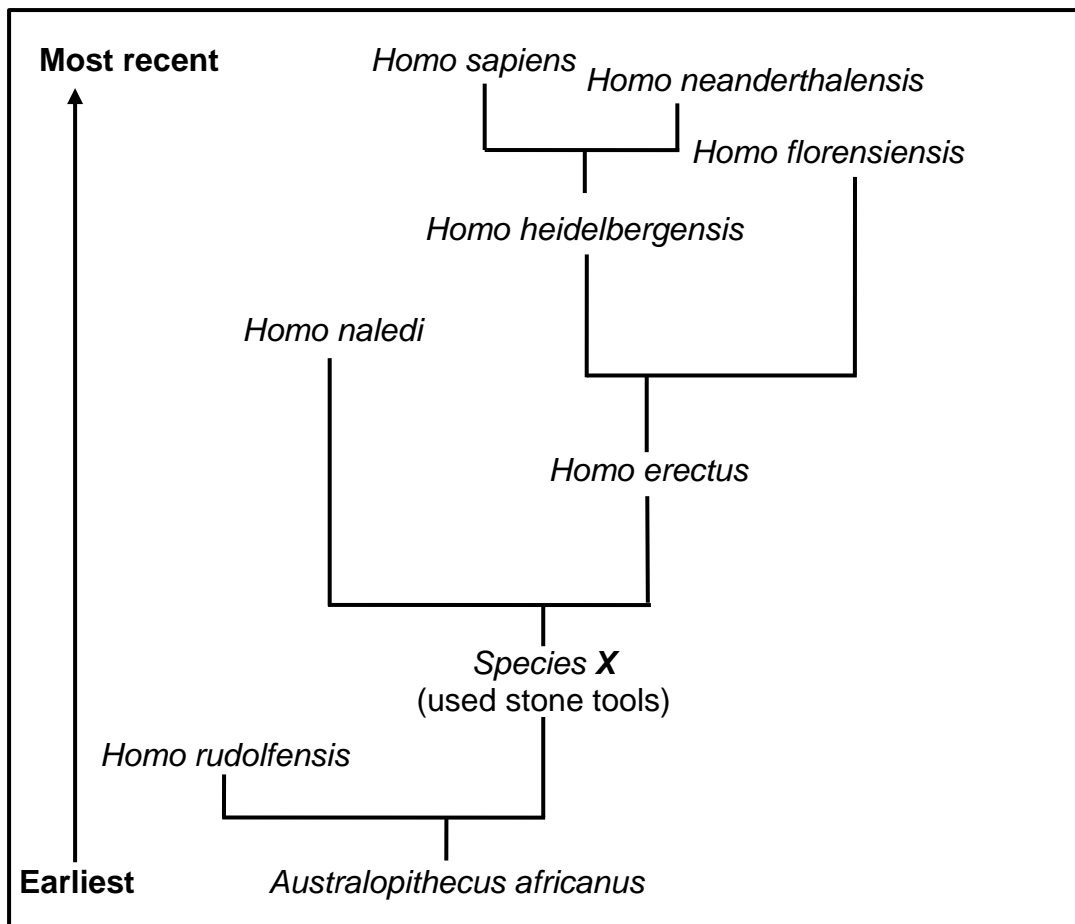 Most recent
Homo sapiens
Homo neanderthalensis
Homo florensiensis
Homo heidelbergensis
Homo naledi
Homo erectus
Species X
(used stone tools)
Homo rudolfensis
Earliest
Australopithecus africanus